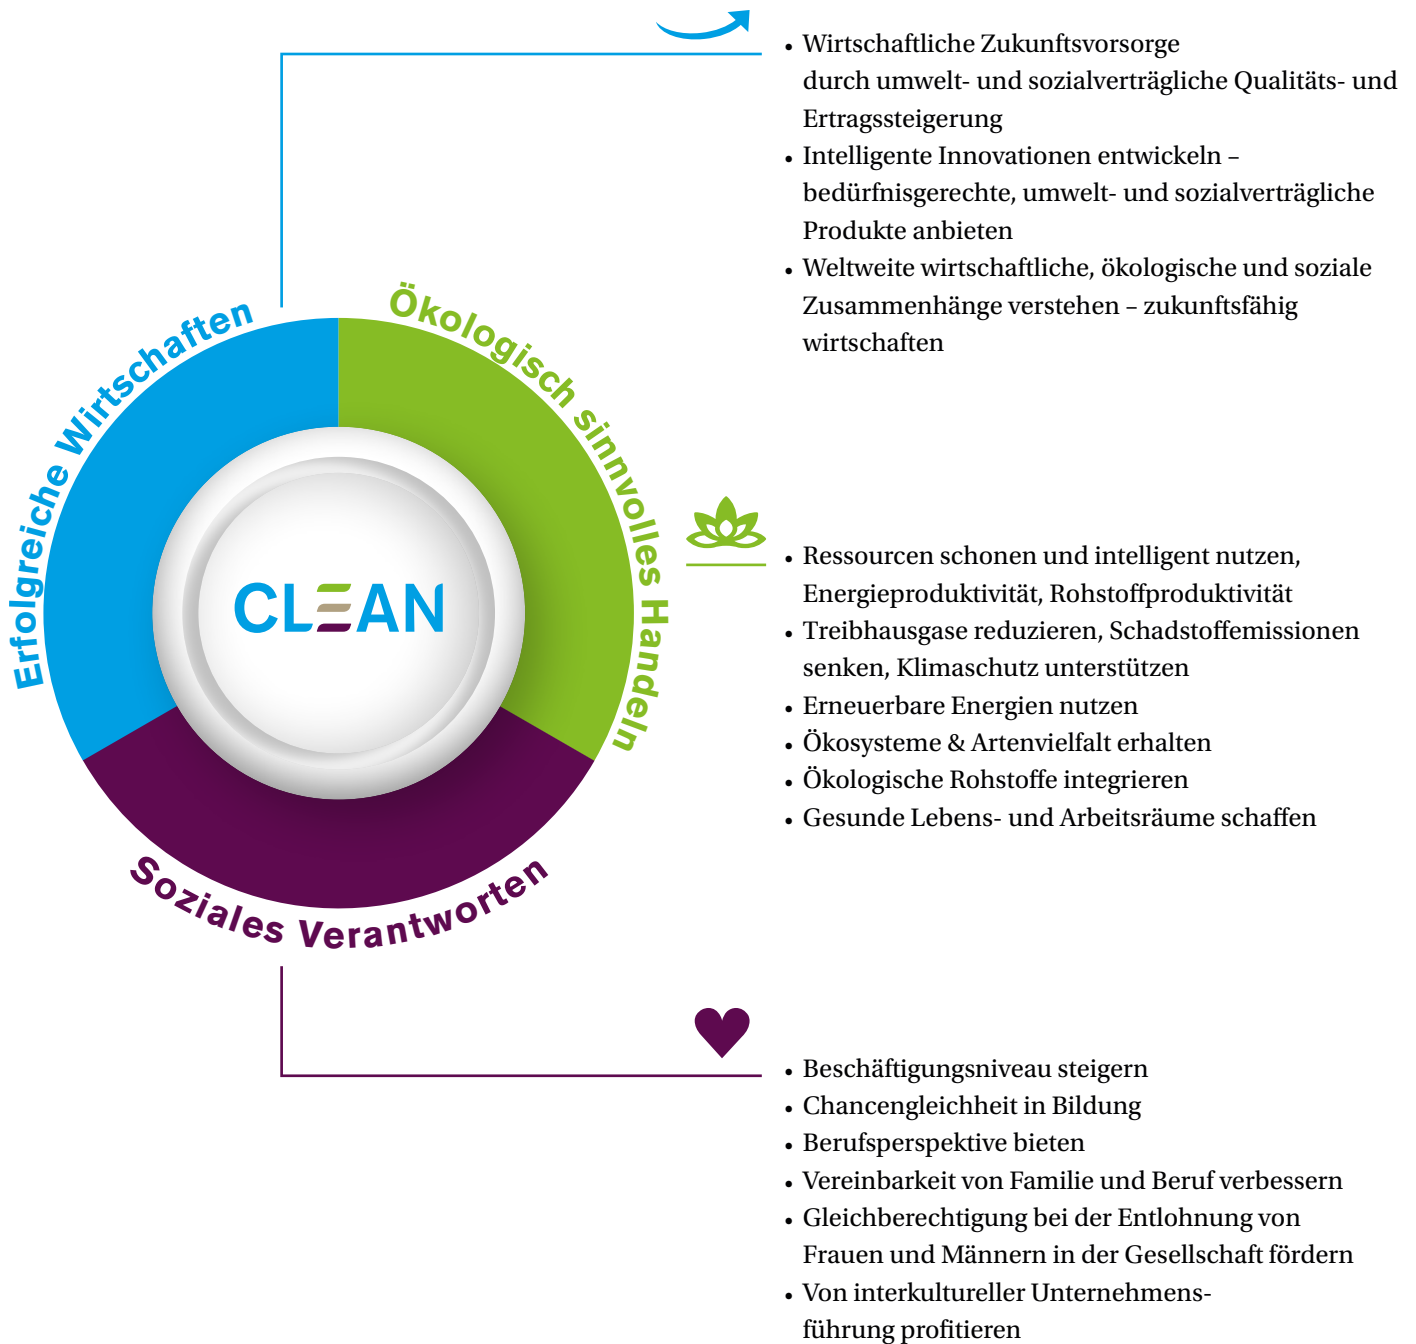 • Wirtschaftliche Zukunftsvorsorge
durch umwelt- und sozialverträgliche Qualitäts- und
Ertragssteigerung
• Intelligente Innovationen entwickeln –
bedürfnisgerechte, umwelt- und sozialverträgliche
Produkte anbieten
• Weltweite wirtschaftliche, ökologische und soziale
Zusammenhänge verstehen – zukunftsfähig
wirtschaften
Erfolgreiche Wirtschaften
Ökologisch sinnvolles Handeln
CLEAN
Soziales Verantworten
• Ressourcen schonen und intelligent nutzen,
Energieproduktivität, Rohstoffproduktivität
• Treibhausgase reduzieren, Schadstoffemissionen
senken, Klimaschutz unterstützen
• Erneuerbare Energien nutzen
• Ökosysteme & Artenvielfalt erhalten
• Ökologische Rohstoffe integrieren
• Gesunde Lebens- und Arbeitsräume schaffen
• Beschäftigungsniveau steigern
• Chancengleichheit in Bildung
• Berufsperspektive bieten
• Vereinbarkeit von Familie und Beruf verbessern
• Gleichberechtigung bei der Entlohnung von
Frauen und Männern in der Gesellschaft fördern
• Von interkultureller Unternehmens-
führung profitieren